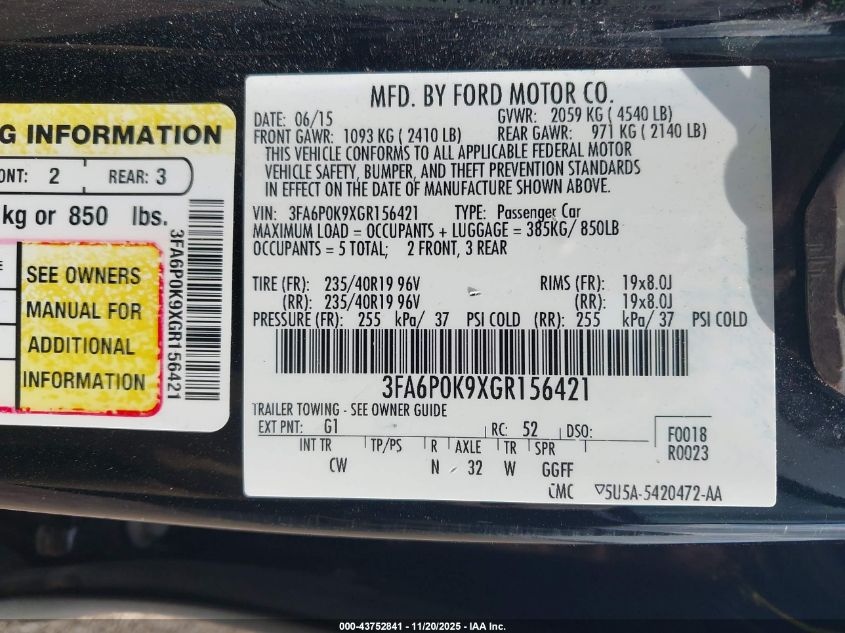 G INFORMATION
ONT: 2 REAR: 3
kg or 850 lbs.
SEE OWNERS
MANUAL FOR
ADDITIONAL
INFORMATION
3FA6P0K9XGR156421
MFD. BY FORD MOTOR CO.
DATE: 06/15 GVWR: 2059 KG ( 4540 LB)
FRONT GAWR: 1093 KG ( 2410 LB) REAR GAWR: 971 KG ( 2140 LB)
THIS VEHICLE CONFORMS TO ALL APPLICABLE FEDERAL MOTOR
VEHICLE SAFETY, BUMPER, AND THEFT PREVENTION STANDARDS
IN EFFECT ON THE DATE OF MANUFACTURE SHOWN ABOVE.
VIN: 3FA6P0K9XGR156421 TYPE: Passenger Car
MAXIMUM LOAD = OCCUPANTS + LUGGAGE = 385KG/ 850LB
OCCUPANTS = 5 TOTAL; 2 FRONT, 3 REAR
TIRE (FR): 235/40R19 96V RIMS (FR): 19x8.0J
(RR): 235/40R19 96V (RR): 19x8.0J
PRESSURE (FR): 255 kPa/ 37 PSI COLD (RR): 255 kPa/ 37 PSI COLD
3FA6P0K9XGR156421
TRAILER TOWING - SEE OWNER GUIDE
EXT PNT: G1 RC: 52 DSO:
F0018
R0023
INT TR TP/PS R AXLE TR SPR
CW N 32 W GGFF
CMC 5U5A-5420472-AA
000-43752841 - 11/20/2025 - IAA Inc.